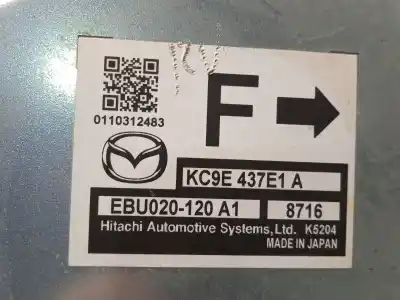 F
0110312483
KC9E 437E1 A
EBU020-120 A1 8716
Hitachi Automotive Systems,Ltd. K5204
MADE IN JAPAN